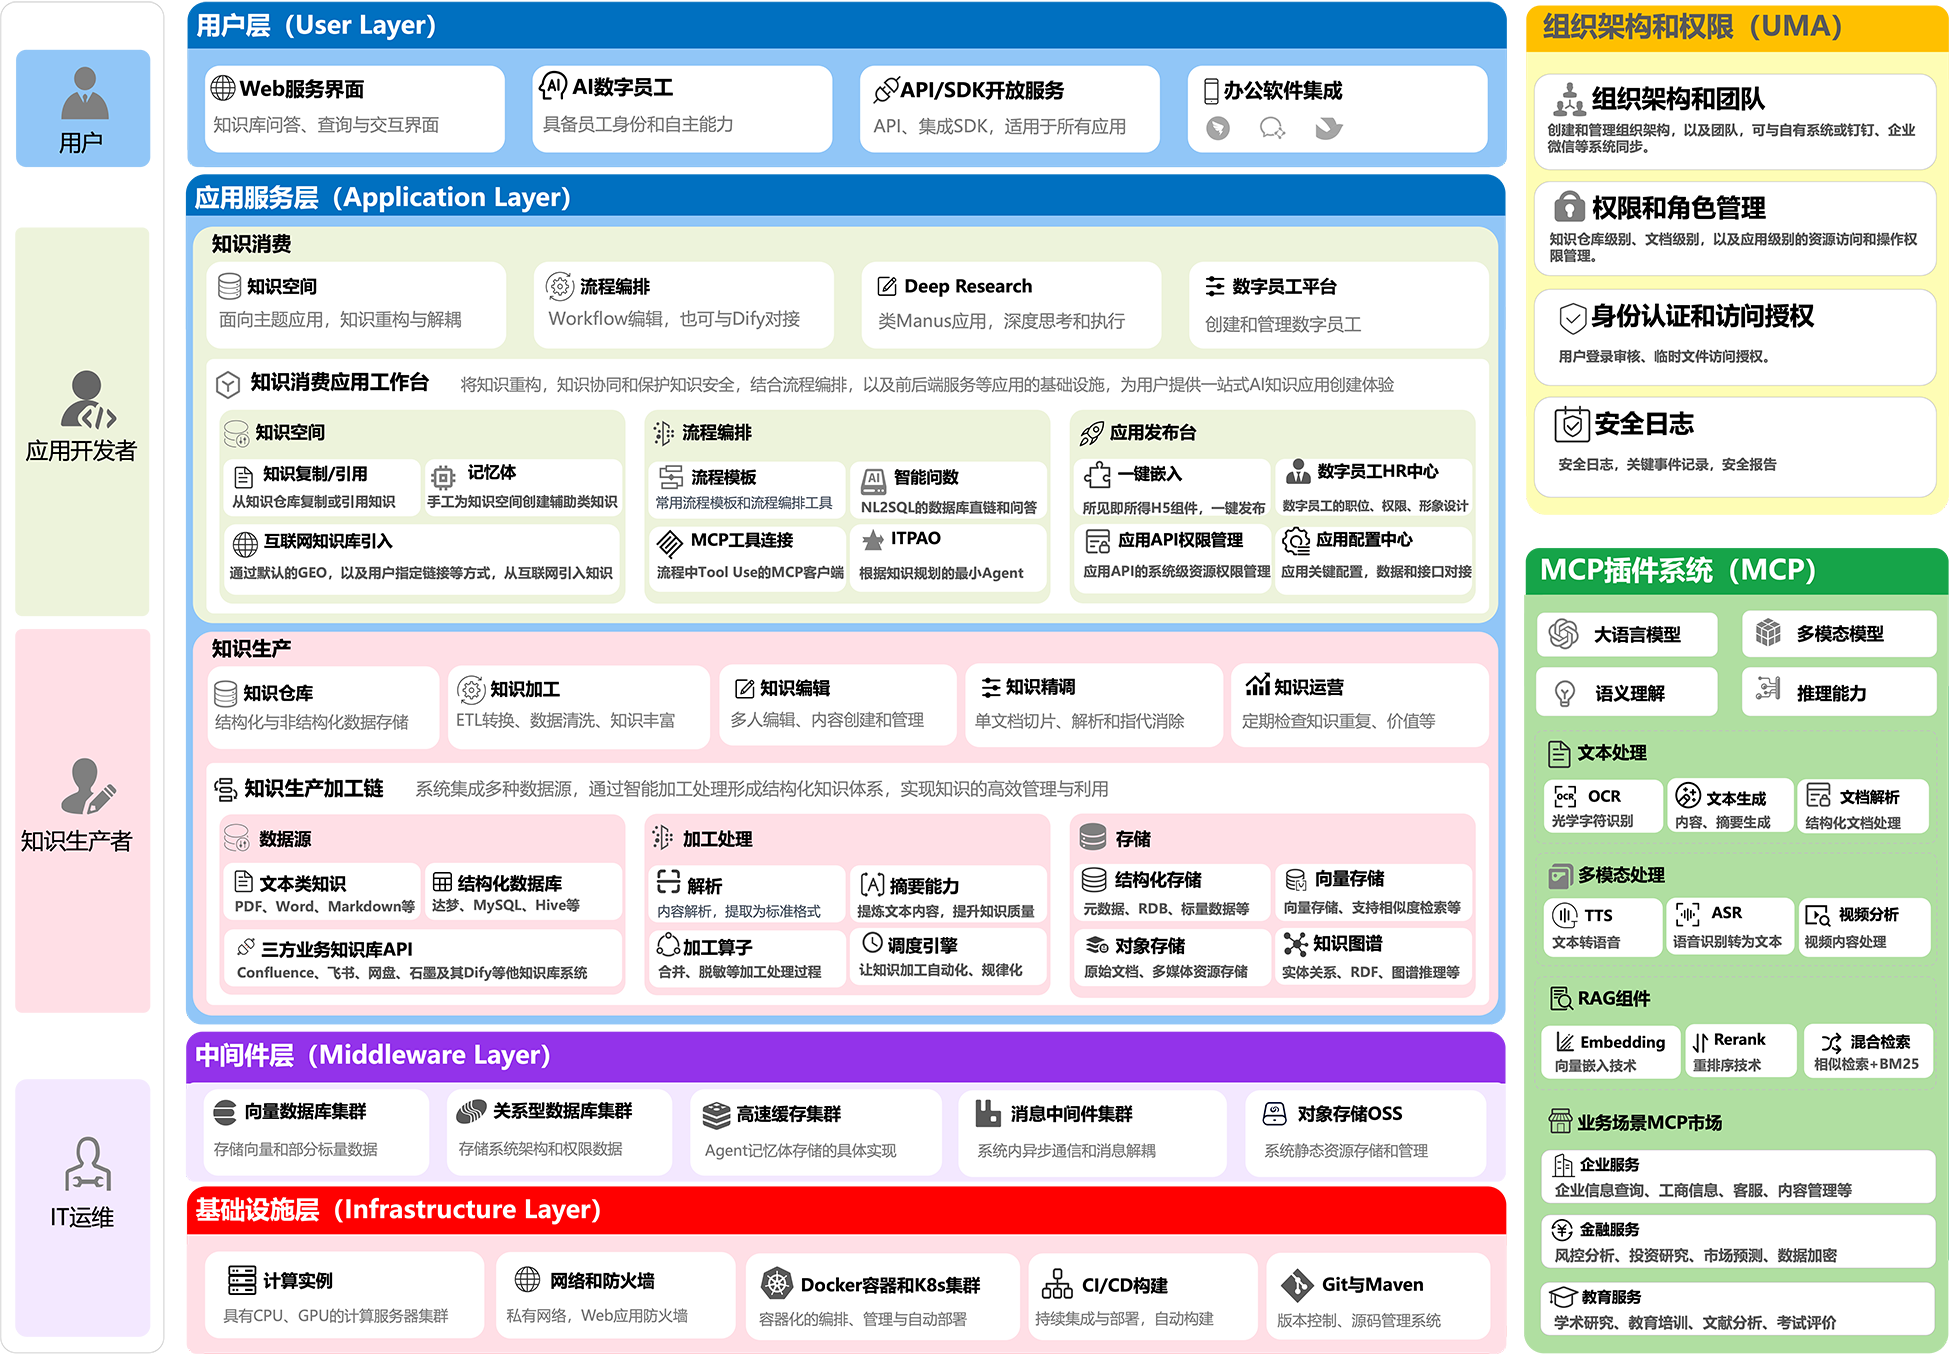 用户
应用开发者
知识生产者
IT运维
用户层（User Layer）
Web服务界面
知识库问答、查询与交互界面
AI数字员工
具备员工身份和自主能力
API/SDK开放服务
API、集成SDK，适用于所有应用
办公软件集成
应用服务层（Application Layer）
知识消费
知识空间
面向主题应用，知识重构与解耦
流程编排
Workflow编辑，也可与Dify对接
Deep Research
类Manus应用，深度思考和执行
数字员工平台
创建和管理数字员工
知识消费应用工作台
将知识重构，知识协同和保护知识安全，结合流程编排，以及前后端服务等应用的基础设施，为用户提供一站式AI知识应用创建体验
知识空间
知识复制/引用
从知识仓库复制或引用知识
记忆体
手工为知识空间创建辅助类知识
互联网知识库引入
通过默认的GEO，以及用户指定链接等方式，从互联网引入知识
流程编排
流程模板
常用流程模板和流程编排工具
AI
智能问数
NL2SQL的数据库直链和问答
MCP工具连接
流程中Tool Use的MCP客户端
ITPAO
根据知识规划的最小Agent
应用发布台
一键嵌入
所见即所得H5组件，一键发布
数字员工HR中心
数字员工的职位、权限、形象设计
应用API权限管理
应用API的系统级资源权限管理
应用配置中心
应用关键配置，数据和接口对接
知识生产
知识仓库
结构化与非结构化数据存储
知识加工
ETL转换、数据清洗、知识丰富
知识编辑
多人编辑、内容创建和管理
知识精调
单文档切片、解析和指代消除
知识运营
定期检查知识重复、价值等
知识生产加工链
系统集成多种数据源，通过智能加工处理形成结构化知识体系，实现知识的高效管理与利用
数据源
文本类知识
PDF、Word、Markdown等
结构化数据库
达梦、MySQL、Hive等
三方业务知识库API
Confluence、飞书、网盘、石墨及其Dify等他知识库系统
加工处理
解析
内容解析，提取为标准格式
摘要能力
提炼文本内容，提升知识质量
加工算子
合并、脱敏等加工处理过程
调度引擎
让知识加工自动化、规律化
存储
结构化存储
元数据、RDB、标量数据等
向量存储
向量存储、支持相似度检索等
对象存储
原始文档、多媒体资源存储
知识图谱
实体关系、RDF、图谱推理等
中间件层（Middleware Layer）
向量数据库集群
存储向量和部分标量数据
关系型数据库集群
存储系统架构和权限数据
高速缓存集群
Agent记忆体存储的具体实现
消息中间件集群
系统内异步通信和消息解耦
对象存储OSS
系统静态资源存储和管理
基础设施层（Infrastructure Layer）
计算实例
具有CPU、GPU的计算服务器集群
网络和防火墙
私有网络，Web应用防火墙
Docker容器和K8s集群
容器化的编排、管理与自动部署
CI/CD构建
持续集成与部署，自动构建
Git与Maven
版本控制、源码管理系统
组织架构和权限（UMA）
组织架构和团队
创建和管理组织架构，以及团队，可与自有系统或钉钉、企业
微信等系统同步。
权限和角色管理
知识仓库级别、文档级别，以及应用级别的资源访问和操作权
限管理。
身份认证和访问授权
用户登录审核、临时文件访问授权。
安全日志
安全日志，关键事记录，安全报告
MCP插件系统（MCP）
大语言模型
多模态模型
语义理解
推理能力
文本处理
OCR
光学字符识别
文本生成
内容、摘要生成
文档解析
结构化文档处理
多模态处理
TTS
文本转语音
ASR
语音识别转为文本
视频分析
视频内容处理
RAG组件
Embedding
向量嵌入技术
Rerank
重排序技术
混合检索
相似检索+BM25
业务场景MCP市场
企业服务
企业信息查询、工商信息、客服、内容管理等
金融服务
风控分析、投资研究、市场预测、数据加密
教育服务
学术研究、教育培训、文献分析、考试评价